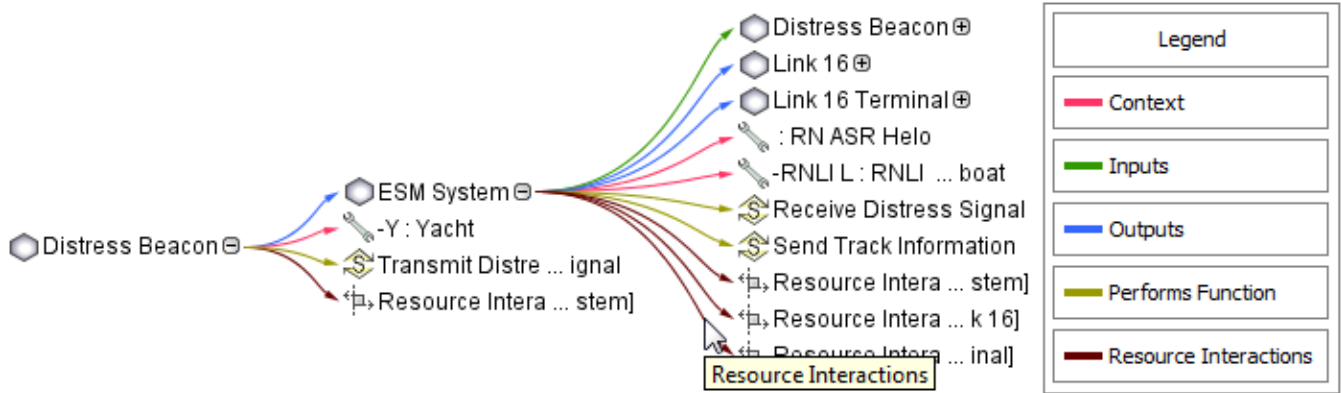 Distress Beacon
ESM System
-Y : Yacht
Transmit Distre ... ignal
Resource Intera ... stem]
Distress Beacon
Link 16
Link 16 Terminal
: RN ASR Helo
-RNLI L : RNLI ... boat
Receive Distress Signal
Send Track Information
Resource Intera ... stem]
Resource Intera ... k 16]
Resource Intera ... inal]
Resource Interactions
Legend
Context
Inputs
Outputs
Performs Function
Resource Interactions